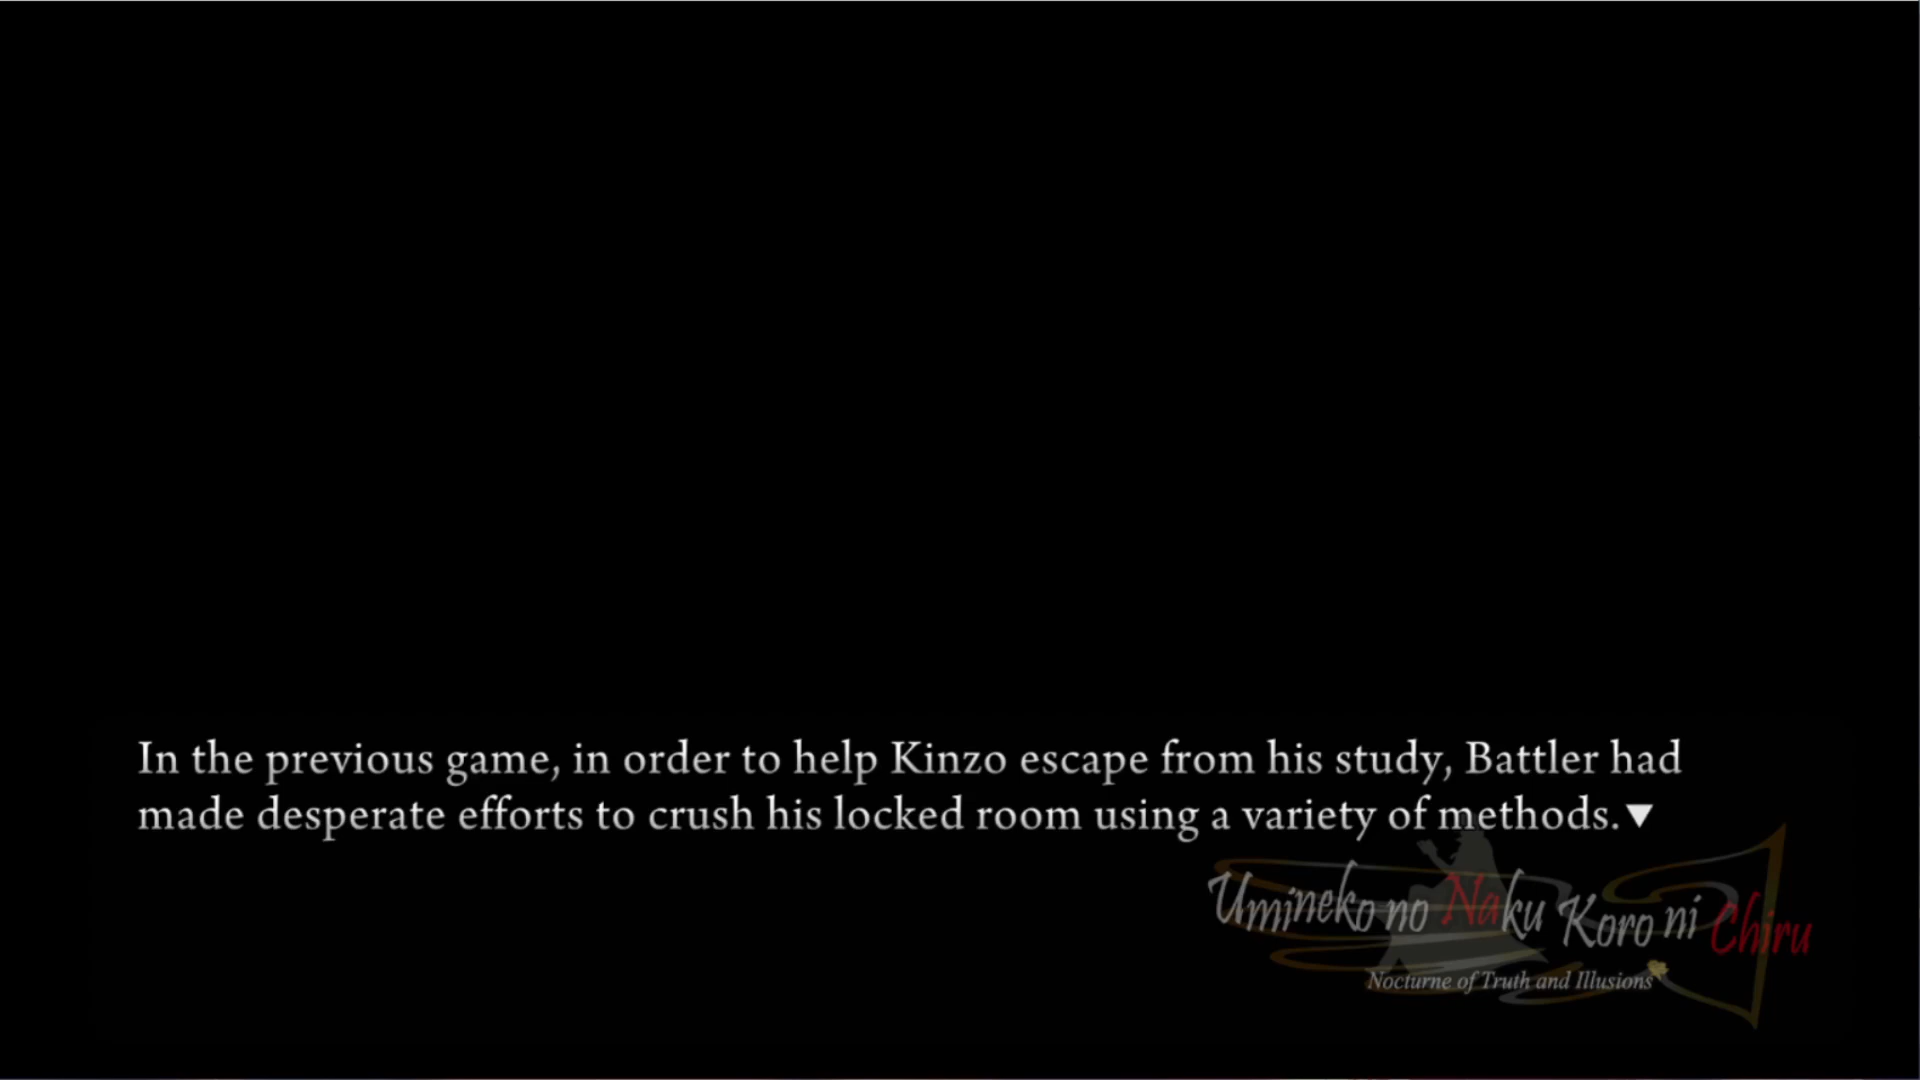 In the previous game, in order to help Kinzo escape from his study, Battler had
made desperate efforts to crush his locked room using a variety of methods.▼
Umineko no Naku Koro ni Chiru
Nocturne of Truth and Illusions